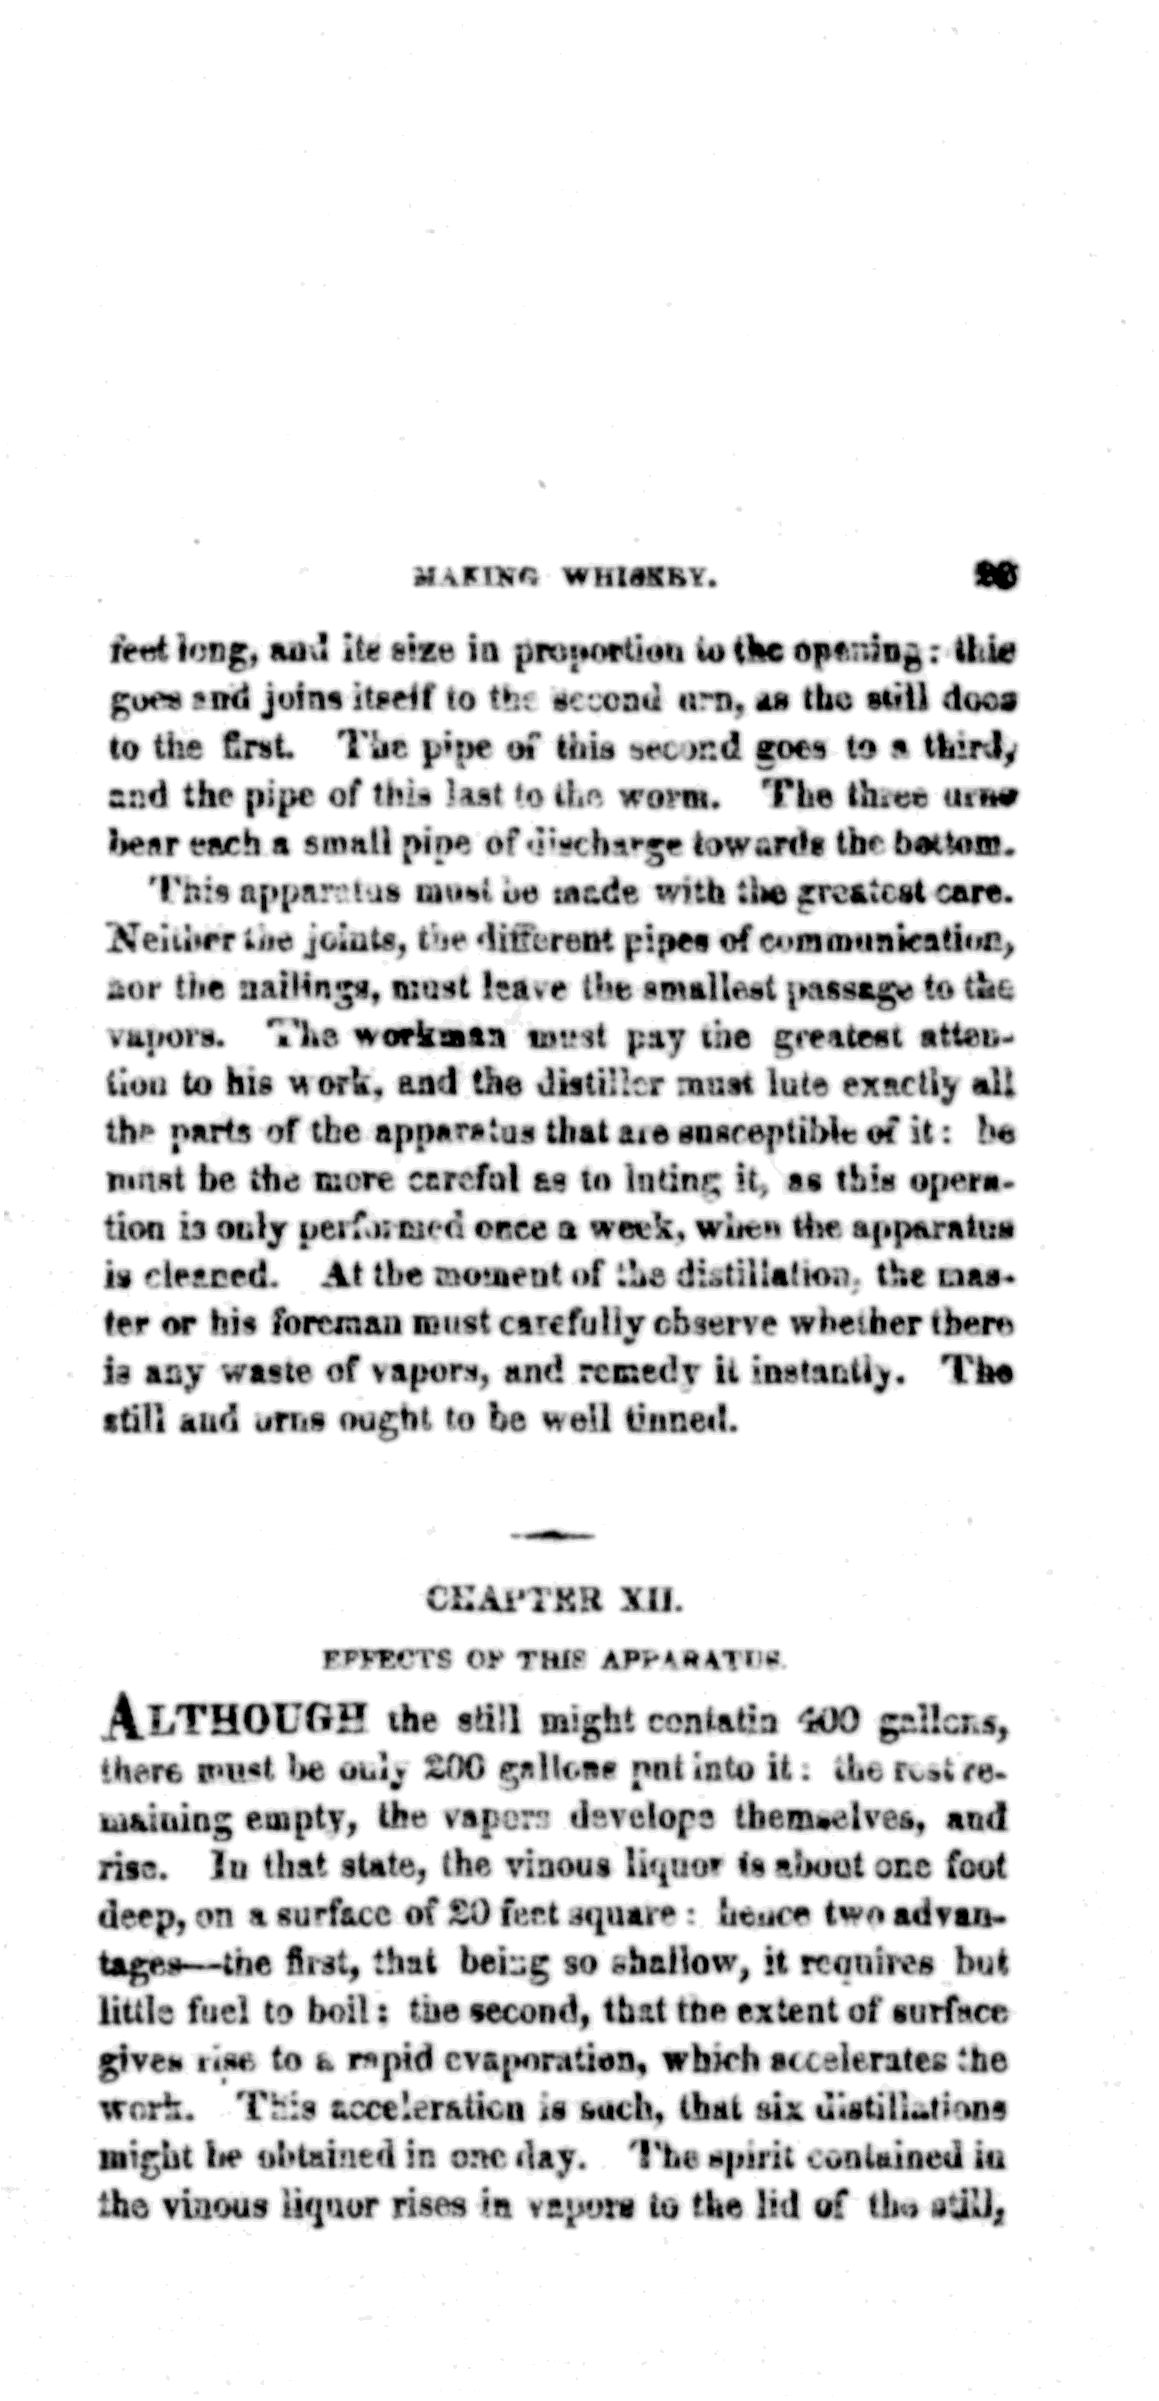 MAKING WHISKEY.
feet long, and its size in proportion to the opening: this
goes and joins itself to the second urn, as the still does
to the first. The pipe of this second goes to a third,
and the pipe of this last to the worm. The three urns
bear each a small pipe of discharge towards the bottom.
This apparatus must be made with the greatest care.
Neither the joints, the different pipes of communication,
nor the nailings, must leave the smallest passage to the
vapors. The workman must pay the greatest atten-
tion to his work, and the distiller must lute exactly all
the parts of the apparatus that are susceptible of it: he
must be the more careful as to luting it, as this opera-
tion is only performed once a week, when the apparatus
is cleaned. At the moment of the distillation, the mas-
ter or his foreman must carefully observe whether there
is any waste of vapors, and remedy it instantly. The
still and urns ought to be well tinned.
CHAPTER XII.
EFFECTS OF THIS APPARATUS.
ALTHOUGH the still might contatin 400 gallons,
there must be only 200 gallons put into it: the rest re-
maining empty, the vapors develope themselves, and
rise. In that state, the vinous liquor is about one foot
deep, on a surface of 20 feet square: hence two advan-
tages—the first, that being so shallow, it requires but
little fuel to boil: the second, that the extent of surface
gives rise to a rapid evaporation, which accelerates the
work. This acceleration is such, that six distillations
might be obtained in one day. The spirit contained in
the vinous liquor rises in vapors to the lid of the still,